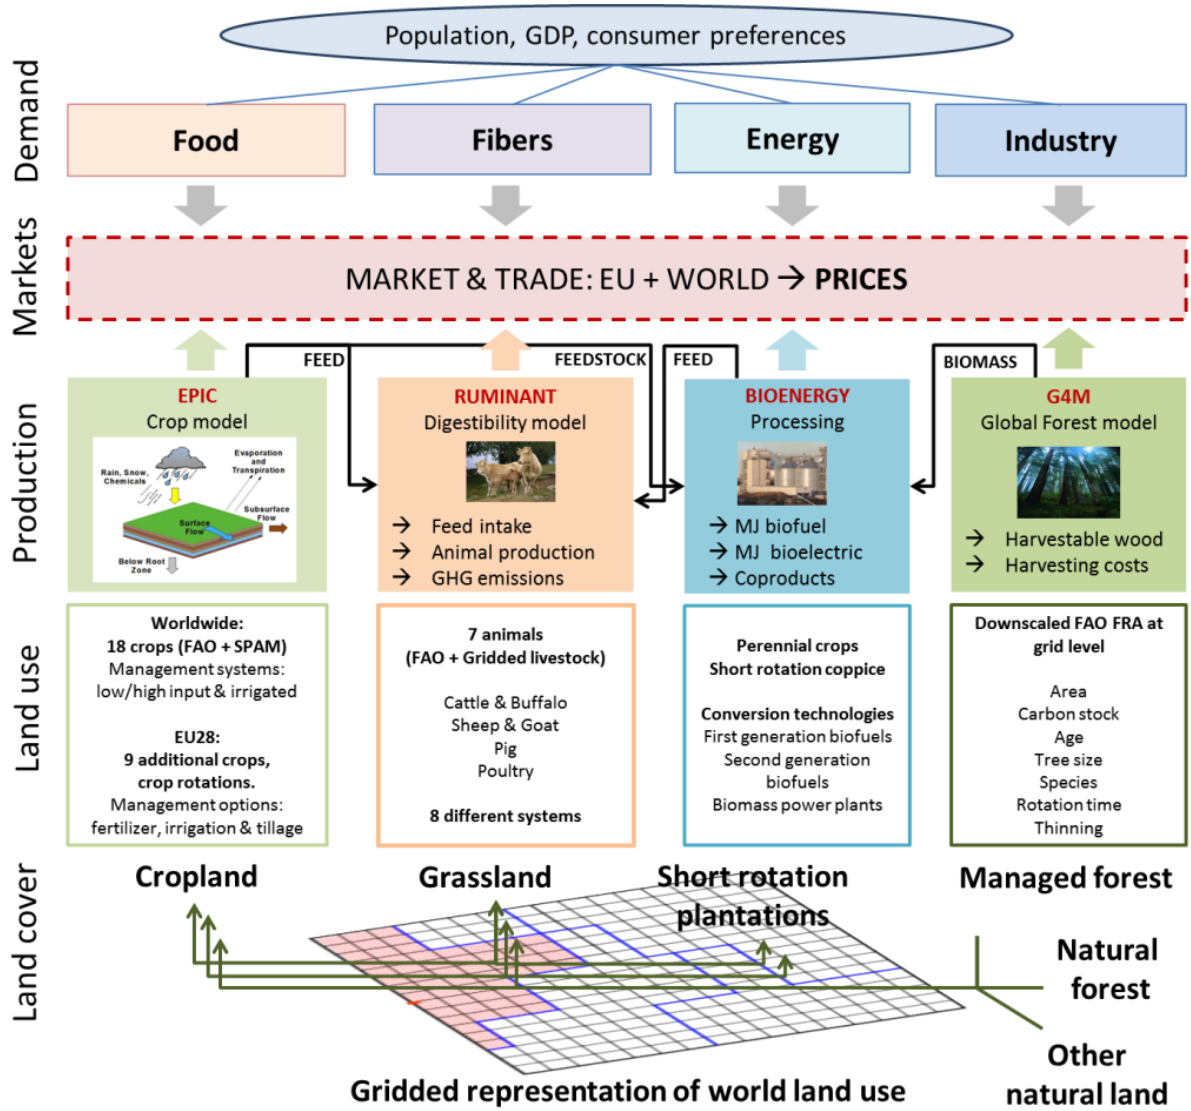 Population, GDP, consumer preferences
Demand
Food
Fibers
Energy
Industry
Markets
MARKET & TRADE: EU + WORLD → PRICES
FEED
FEEDSTOCK
FEED
BIOMASS
Production
EPIC
Crop model
Rain, Snow,
Chemicals
Evaporation
and
Transpiration
Surface
Flow
Subsurface
Flow
Below Root
Zone
RUMINANT
Digestibility model
→ Feed intake
→ Animal production
→ GHG emissions
BIOENERGY
Processing
→ MJ biofuel
→ MJ bioelectric
→ Coproducts
G4M
Global Forest model
→ Harvestable wood
→ Harvesting costs
Land use
Worldwide:
18 crops (FAO + SPAM)
Management systems:
low/high input & irrigated
EU28:
9 additional crops,
crop rotations.
Management options:
fertilizer, irrigation & tillage
7 animals
(FAO + Gridded livestock)
Cattle & Buffalo
Sheep & Goat
Pig
Poultry
8 different systems
Perennial crops
Short rotation coppice
Conversion technologies
First generation biofuels
Second generation
biofuels
Biomass power plants
Downscaled FAO FRA at
grid level
Area
Carbon stock
Age
Tree size
Species
Rotation time
Thinning
Land cover
Cropland
Grassland
Short rotation
plantations
Managed forest
Natural
forest
Other
natural land
Gridded representation of world land use